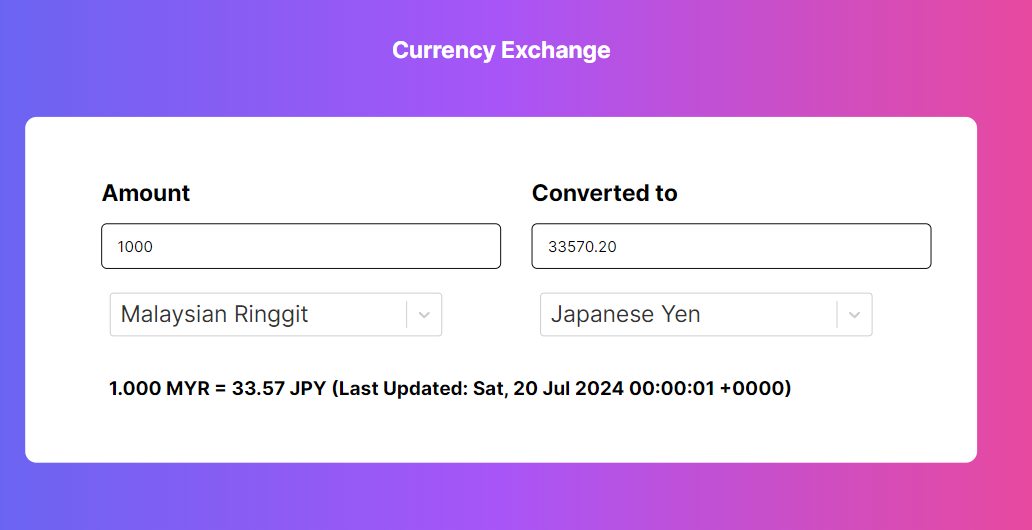 Currency Exchange
Amount
Converted to
1000
33570.20
Malaysian Ringgit
Japanese Yen
1.000 MYR = 33.57 JPY (Last Updated: Sat, 20 Jul 2024 00:00:01 +0000)